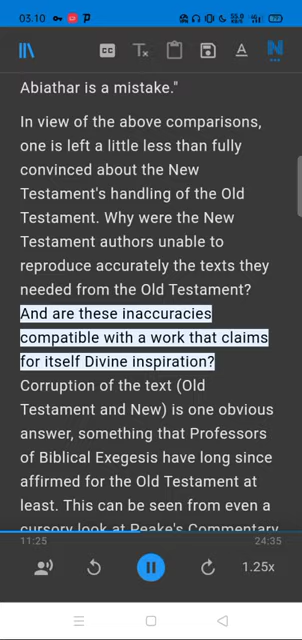 03.10
CC
Abiathar is a mistake."
In view of the above comparisons,
one is left a little less than fully
convinced about the New
Testament's handling of the Old
Testament. Why were the New
Testament authors unable to
reproduce accurately the texts they
needed from the Old Testament?
And are these inaccuracies
compatible with a work that claims
for itself Divine inspiration?
Corruption of the text (Old
Testament and New) is one obvious
answer, something that Professors
of Biblical Exegesis have long since
affirmed for the Old Testament at
least. This can be seen from even a
cursory look at Peake's Commentary
11:25
24:35
1.25x